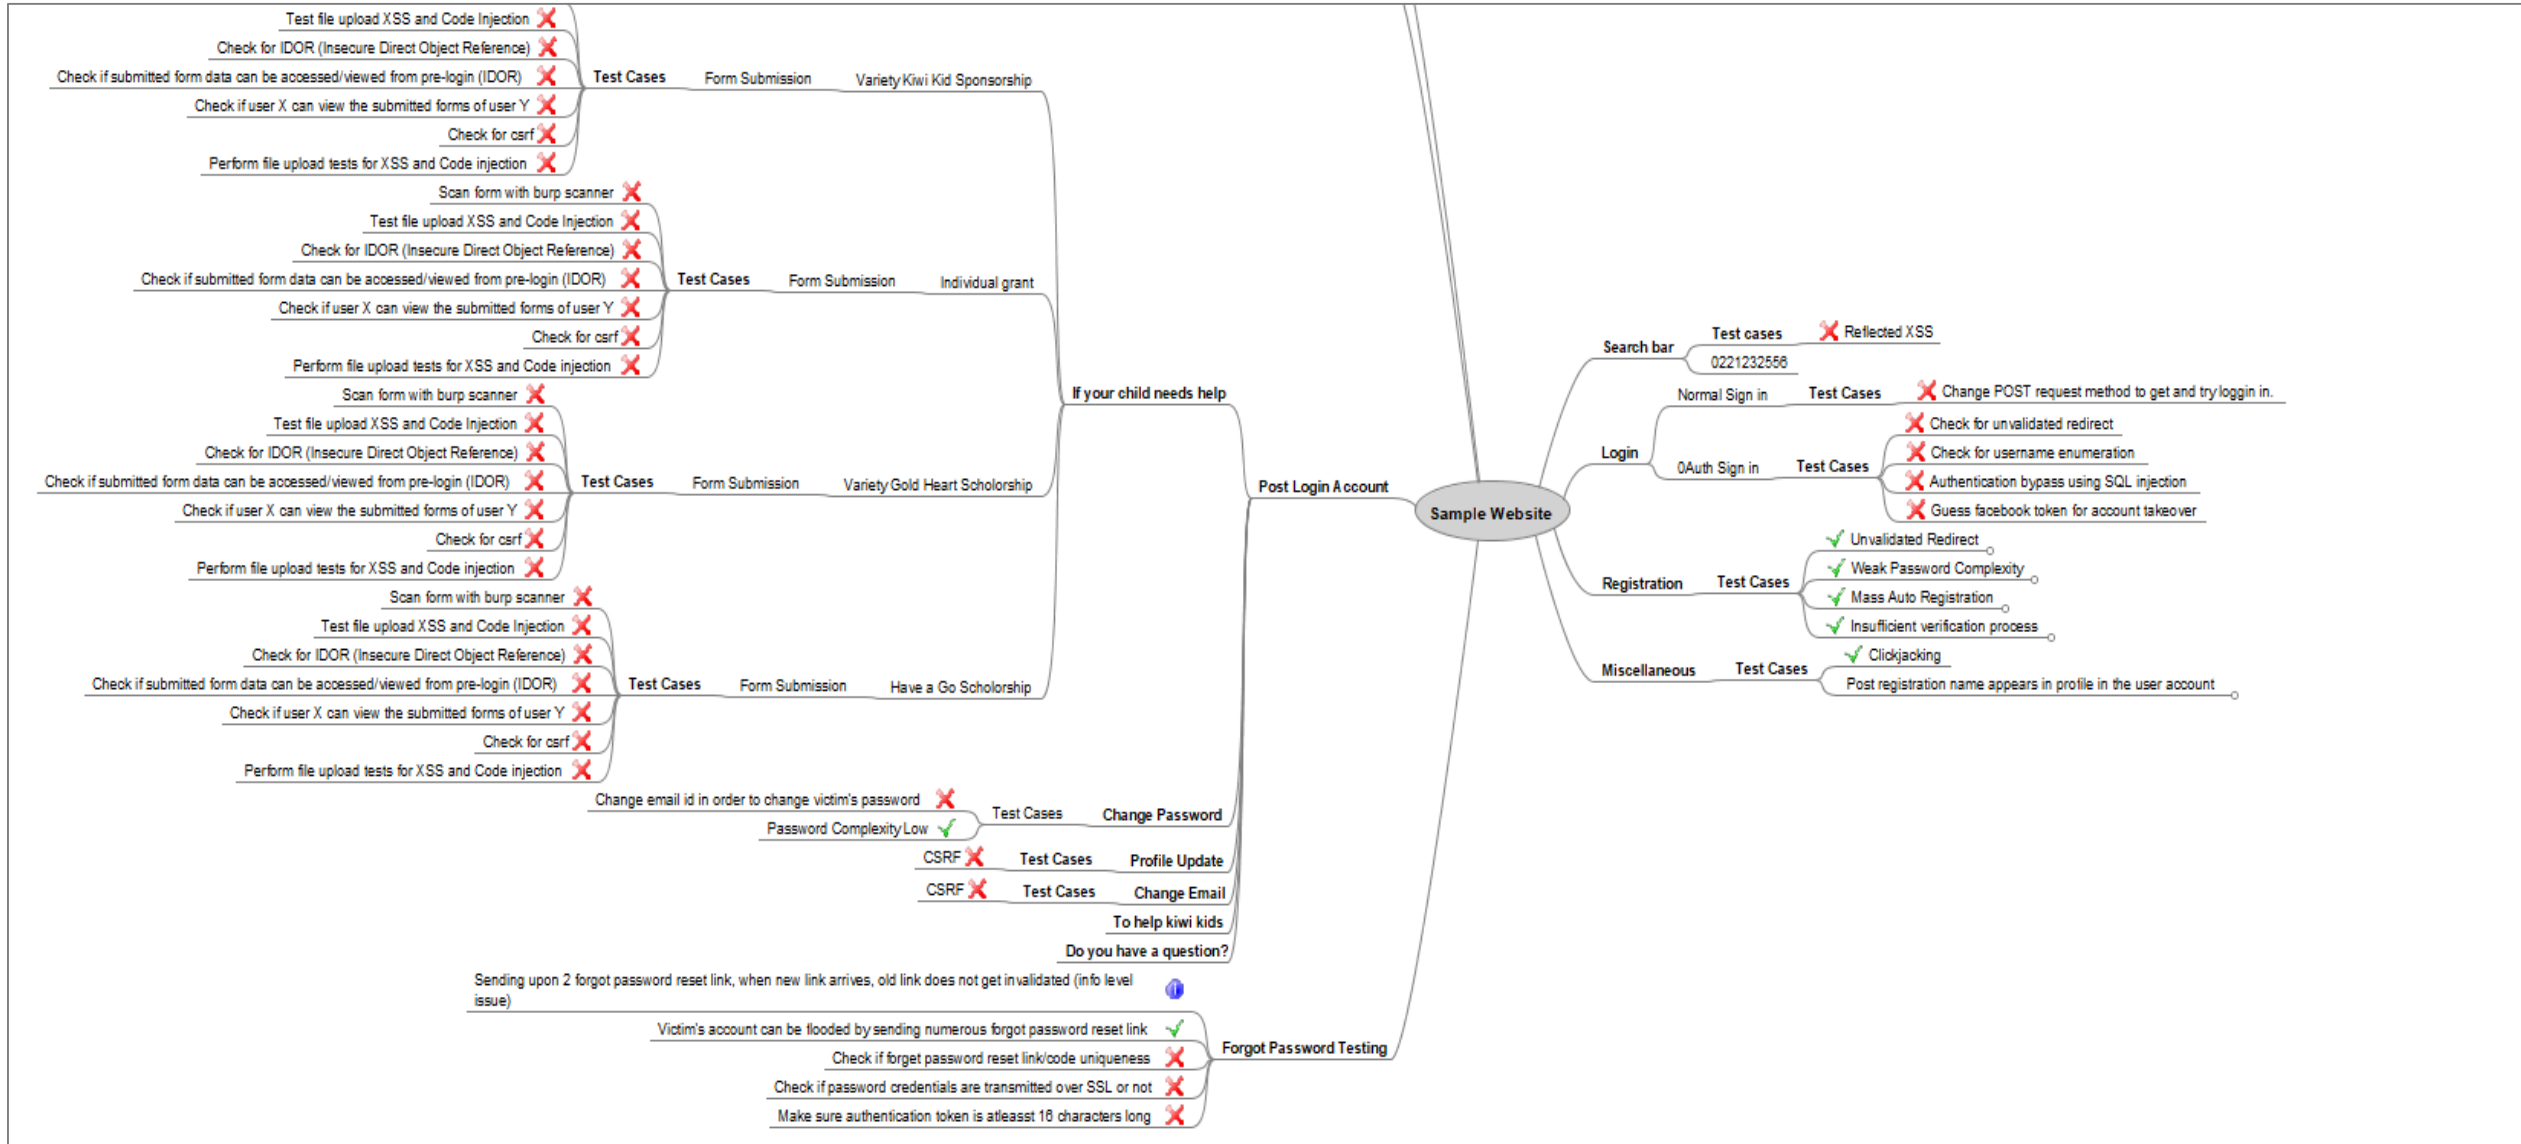 Test file upload XSS and Code Injection
Check for IDOR (Insecure Direct Object Reference)
Check if submitted form data can be accessed/viewed from pre-login (IDOR)
Check if user X can view the submitted forms of user Y
Check for csrf
Perform file upload tests for XSS and Code injection
Test Cases
Form Submission
Variety Kiwi Kid Sponsorship
Scan form with burp scanner
Test file upload XSS and Code Injection
Check for IDOR (Insecure Direct Object Reference)
Check if submitted form data can be accessed/viewed from pre-login (IDOR)
Check if user X can view the submitted forms of user Y
Check for csrf
Perform file upload tests for XSS and Code injection
Test Cases
Form Submission
Individual grant
Scan form with burp scanner
Test file upload XSS and Code Injection
Check for IDOR (Insecure Direct Object Reference)
Check if submitted form data can be accessed/viewed from pre-login (IDOR)
Check if user X can view the submitted forms of user Y
Check for csrf
Perform file upload tests for XSS and Code injection
Test Cases
Form Submission
Variety Gold Heart Scholorship
Scan form with burp scanner
Test file upload XSS and Code Injection
Check for IDOR (Insecure Direct Object Reference)
Check if submitted form data can be accessed/viewed from pre-login (IDOR)
Check if user X can view the submitted forms of user Y
Check for csrf
Perform file upload tests for XSS and Code injection
Test Cases
Form Submission
Have a Go Scholorship
If your child needs help
Change email id in order to change victim's password
Password Complexity Low
Test Cases
Change Password
CSRF
Test Cases
Profile Update
CSRF
Test Cases
Change Email
To help kiwi kids
Do you have a question?
Post Login Account
Sending upon 2 forgot password reset link, when new link arrives, old link does not get invalidated (info level
issue)
Victim's account can be flooded by sending numerous forgot password reset link
Check if forget password reset link/code uniqueness
Check if password credentials are transmitted over SSL or not
Make sure authentication token is atleasst 16 characters long
Forgot Password Testing
Sample Website
Search bar
Test cases
Reflected XSS
0221232556
Login
Normal Sign in
Test Cases
Change POST request method to get and try loggin in.
0Auth Sign in
Test Cases
Check for unvalidated redirect
Check for username enumeration
Authentication bypass using SQL injection
Guess facebook token for account takeover
Registration
Test Cases
Unvalidated Redirect
Weak Password Complexity
Mass Auto Registration
Insufficient verification process
Miscellaneous
Test Cases
Clickjacking
Post registration name appears in profile in the user account